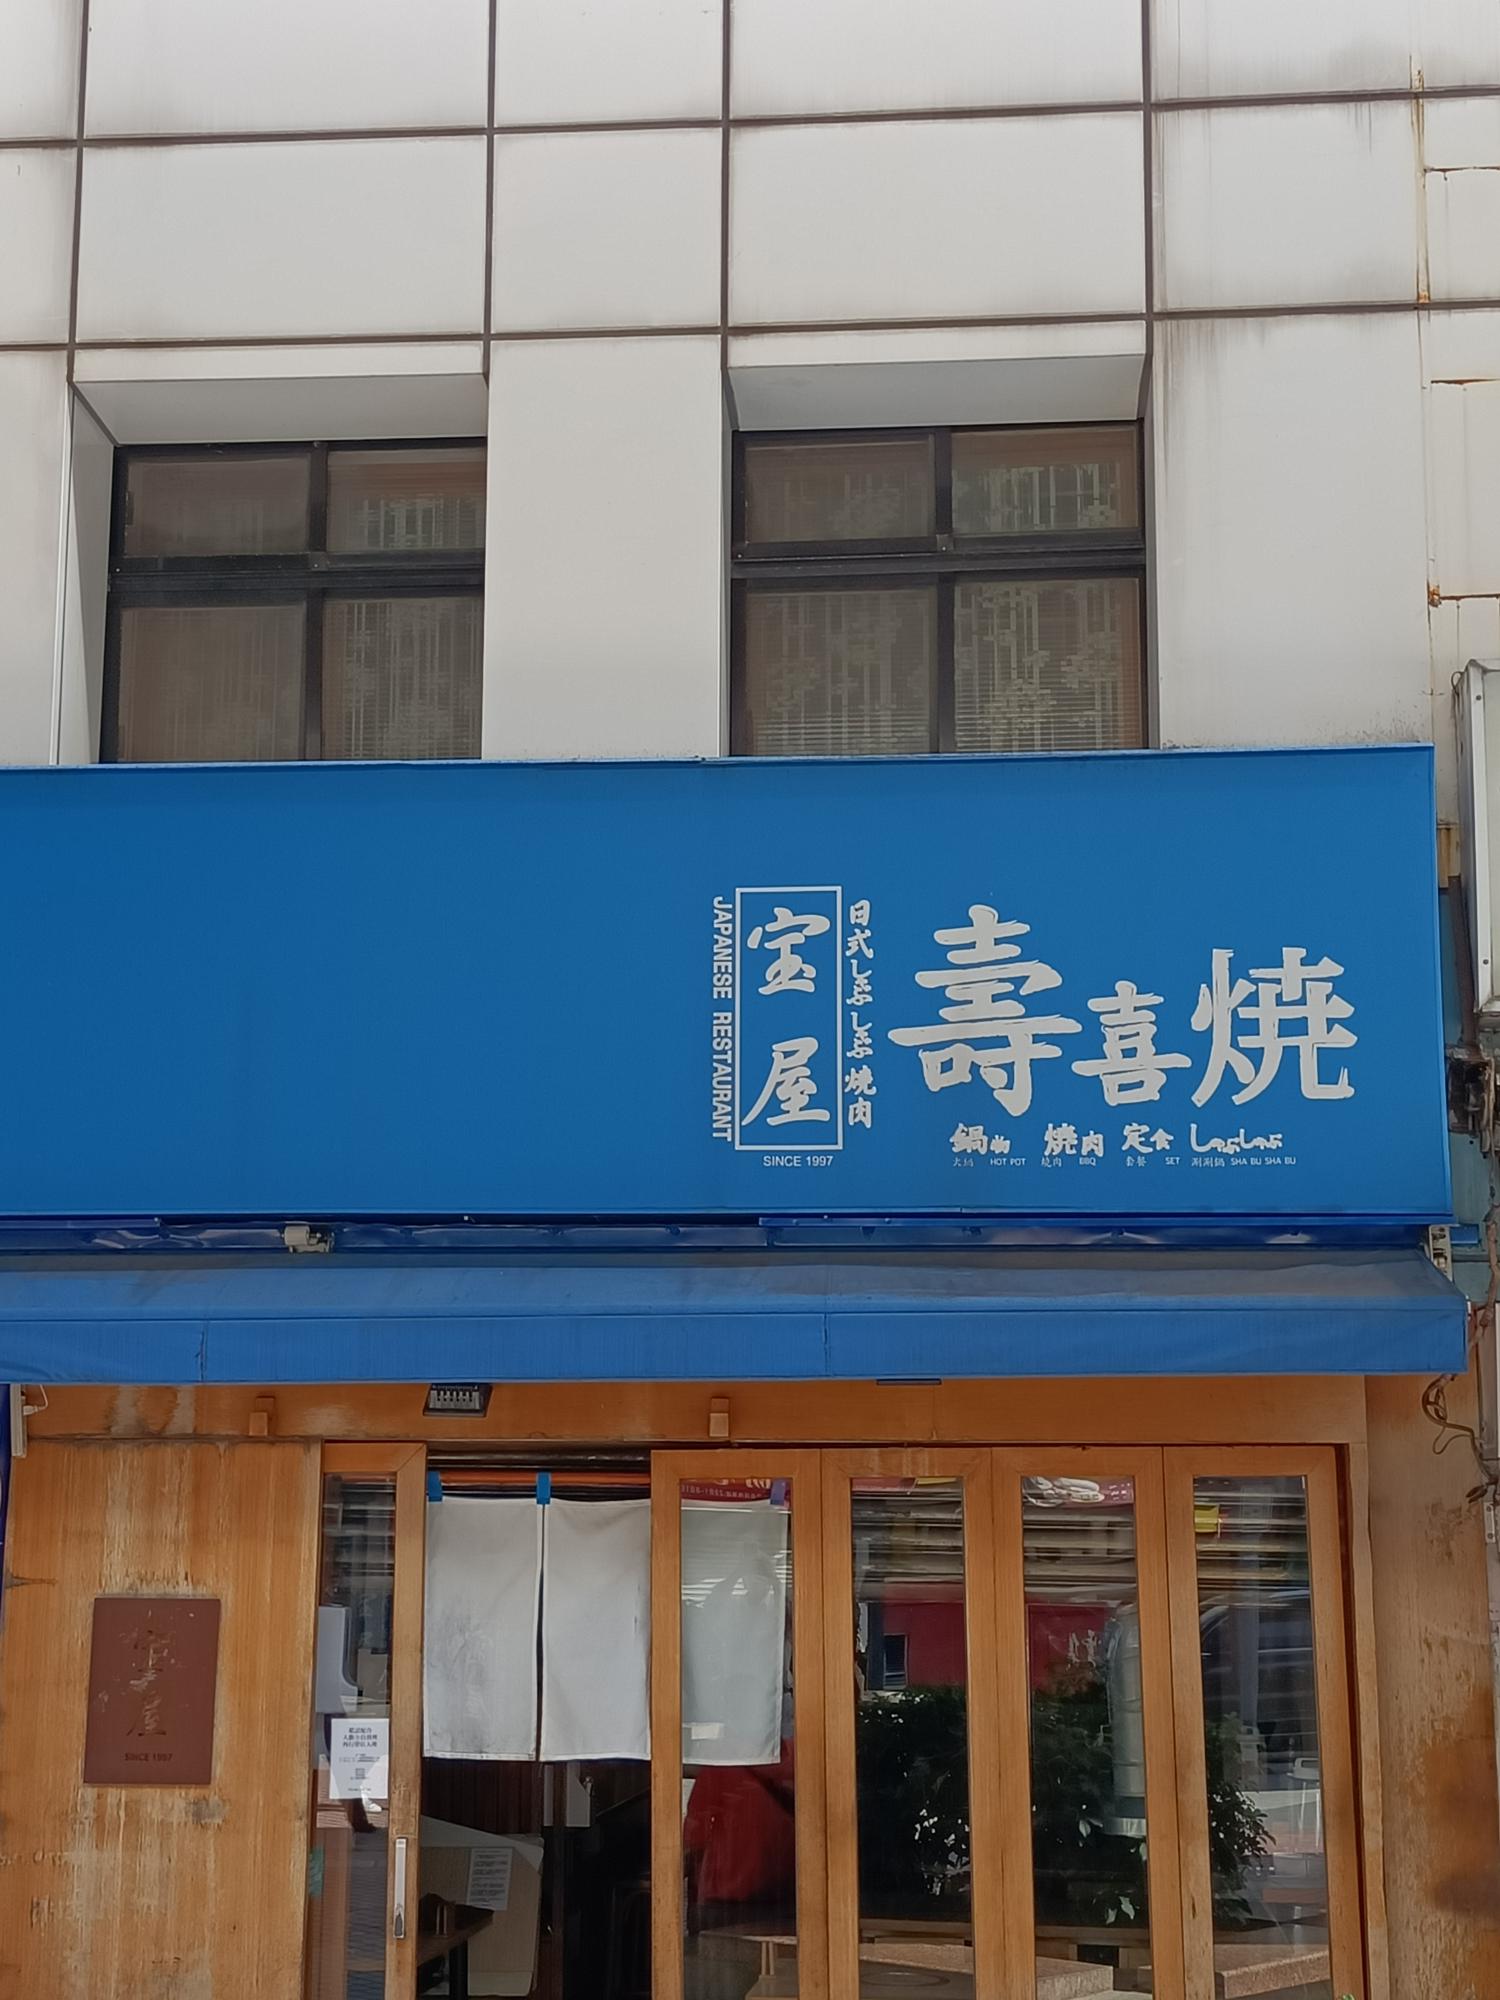 JAPANESE RESTAURANT
宝屋
日式しゃぶしゃぶ焼肉
SINCE 1997
壽喜焼
鍋物 焼肉 定食 しゃぶしゃぶ
火鍋 HOT POT 燒肉 BBQ 套餐 SET 涮涮鍋 SHA BU SHA BU
宝屋
SINCE 1997